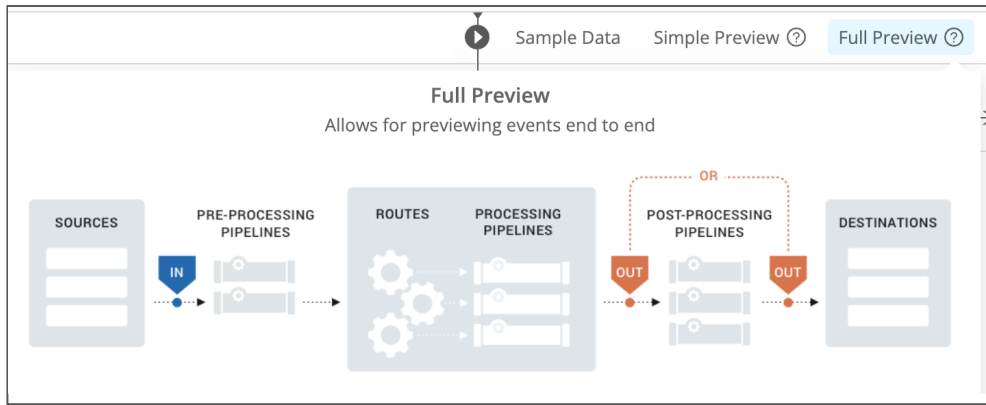 Sample Data
Simple Preview ?
Full Preview ?
Full Preview
Allows for previewing events end to end
OR
SOURCES
PRE-PROCESSING
PIPELINES
ROUTES
PROCESSING
PIPELINES
POST-PROCESSING
PIPELINES
DESTINATIONS
IN
OUT
OUT